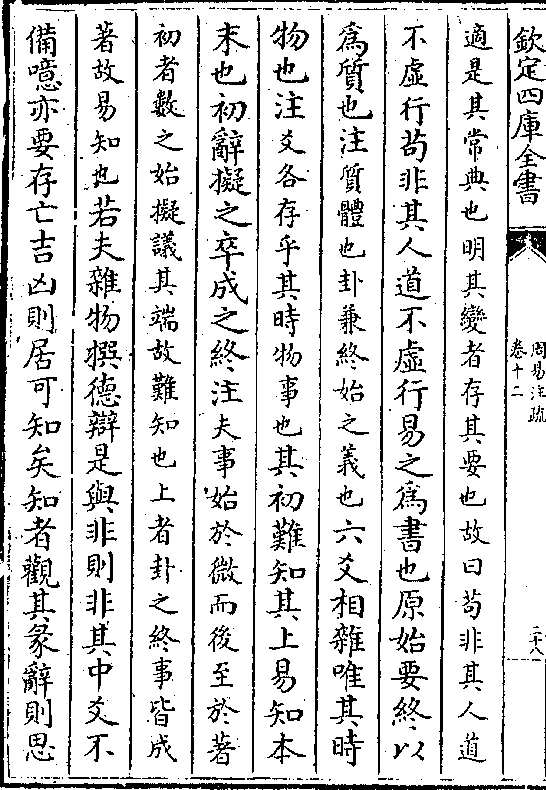 欽定四庫全書
周易注疏
卷十二
二十八
適是其常典也明其變者存其要也故曰苟非其人道
不虛行苟非其人道不虛行易之為書也原始要終以
為質也注質體也卦兼終始之義也六爻相雜唯其時
物也注爻各存乎其時物事也其初難知其上易知本
末也初辭擬之卒成之終注夫事始於微而後至於著
初者數之始擬議其端故難知也上者卦之終事皆成
著故易知也若夫雜物撰德辯是與非則非其中爻不
備噫亦要存亡吉凶則居可知矣知者觀其彖辭則思